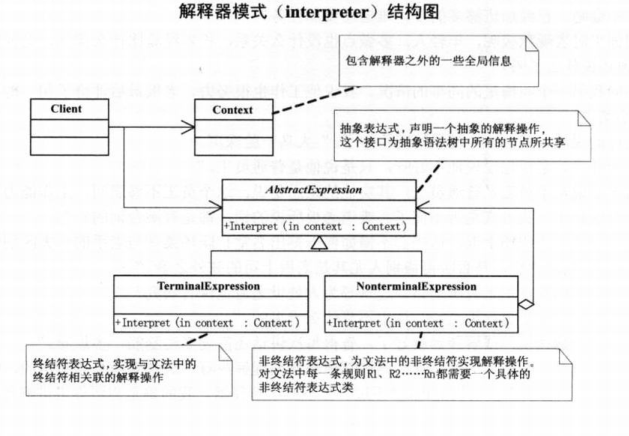 解释器模式（interpreter）结构图
包含解释器之外的一些全局信息
Client
Context
抽象表达式，声明一个抽象的解释操作，
这个接口为抽象语法树中所有的节点所共享
AbstractExpression
+Interpret(in context : Context)
TerminalExpression
NonterminalExpression
+Interpret(in context : Context)
+Interpret(in context : Context)
终结符表达式，实现与文法中的
终结符相关联的解释操作
非终结符表达式，为文法中的非终结符实现解释操作。
对文法中每一条规则R1、R2……Rn都需要一个具体的
非终结符表达式类